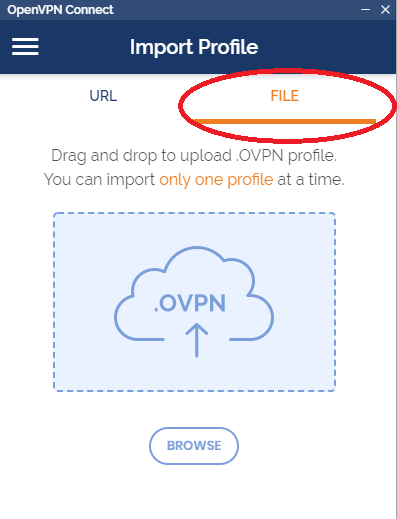 OpenVPN Connect
Import Profile
URL
FILE
Drag and drop to upload .OVPN profile.
You can import only one profile at a time.
.OVPN
BROWSE